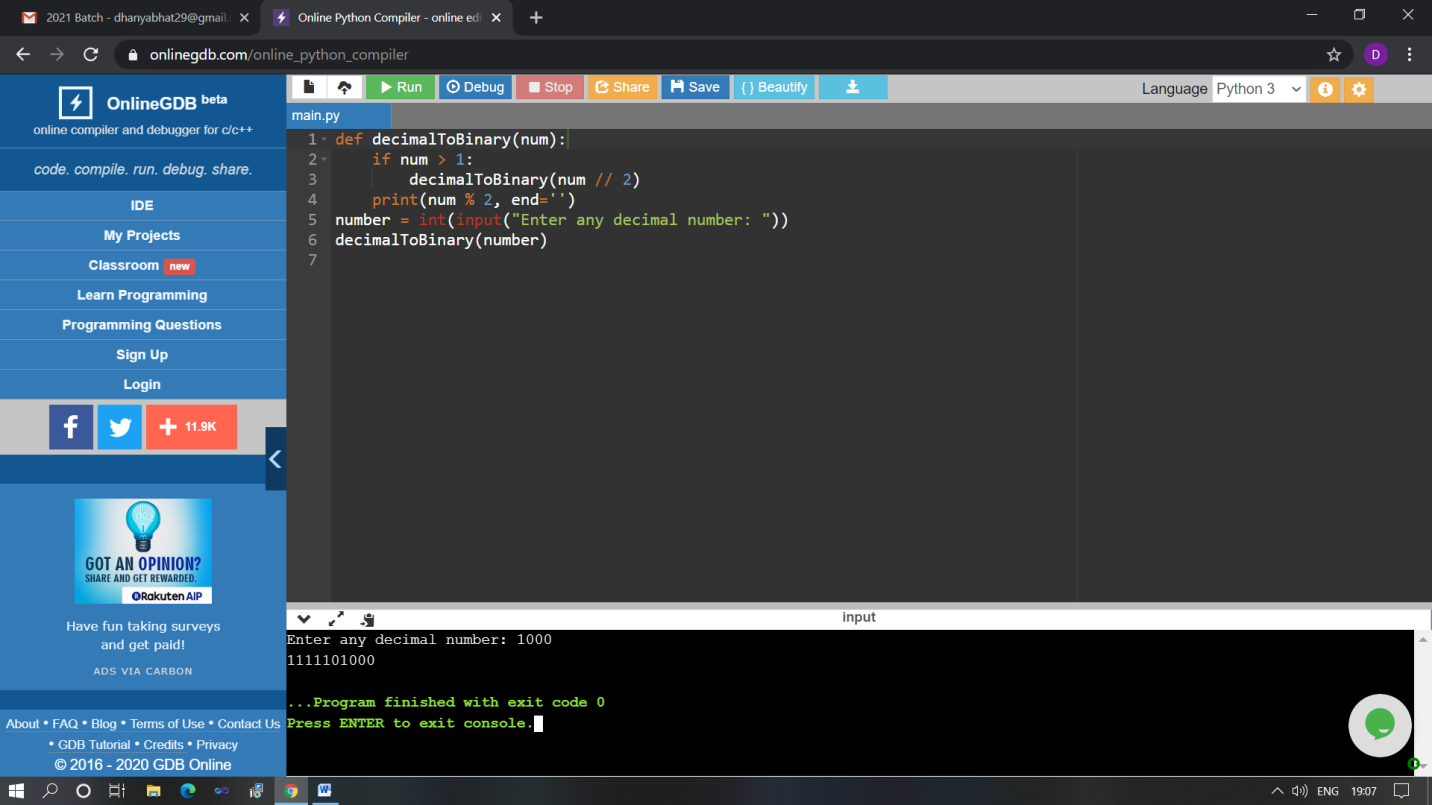 2021 Batch - dhanyabhat29@gmail.
Online Python Compiler - online edi
onlinegdb.com/online_python_compiler
D
OnlineGDB beta
online compiler and debugger for c/c++
code. compile. run. debug. share.
IDE
My Projects
Classroom new
Learn Programming
Programming Questions
Sign Up
Login
f
+ 11.9K
GOT AN OPINION?
SHARE AND GET REWARDED.
Rakuten AIP
Have fun taking surveys
and get paid!
ADS VIA CARBON
About • FAQ • Blog • Terms of Use • Contact Us
• GDB Tutorial • Credits • Privacy
© 2016 - 2020 GDB Online
Run Debug Stop Share Save { } Beautify
Language Python 3
main.py
1 def decimalToBinary(num):
2     if num > 1:
3         decimalToBinary(num // 2)
4     print(num % 2, end='')
5 number = int(input("Enter any decimal number: "))
6 decimalToBinary(number)
7
input
Enter any decimal number: 1000
1111101000
...Program finished with exit code 0
Press ENTER to exit console.
ENG 19:07